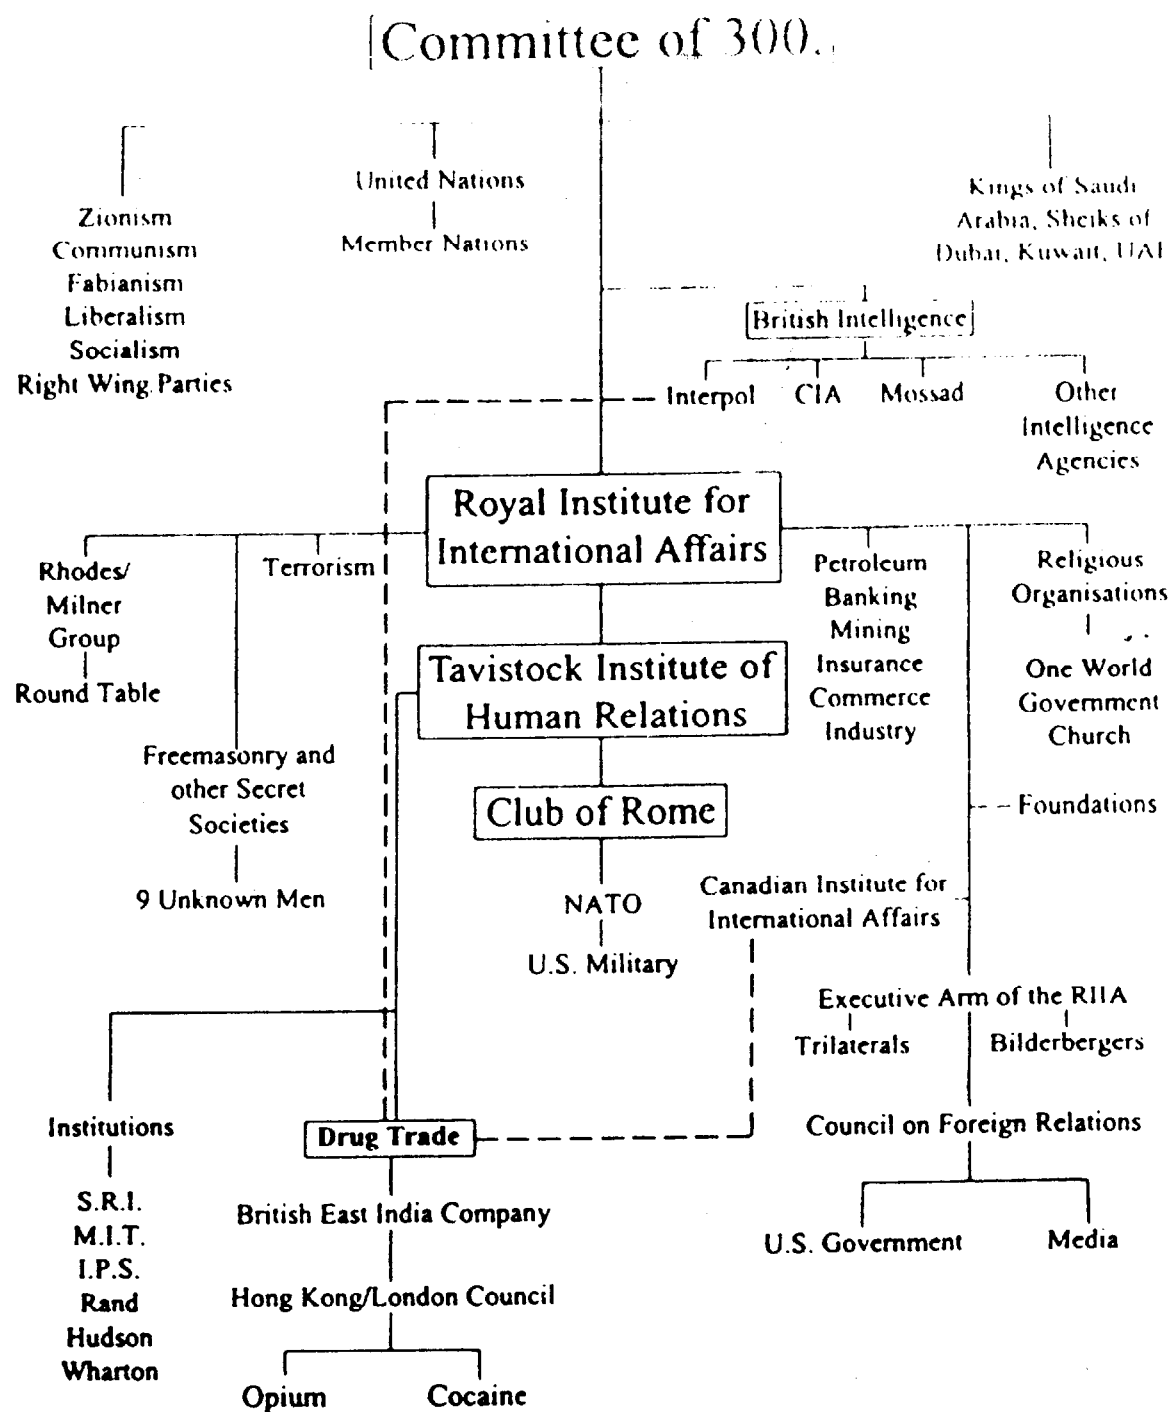 Committee of 300.
Zionism
Communism
Fabianism
Liberalism
Socialism
Right Wing Parties
United Nations
Member Nations
Kings of Saudi
Arabia, Sheiks of
Dubai, Kuwait, UAE
British Intelligence
Interpol
CIA
Mossad
Other
Intelligence
Agencies
Royal Institute for
International Affairs
Rhodes/
Milner
Group
Round Table
Terrorism
Freemasonry and
other Secret
Societies
9 Unknown Men
Petroleum
Banking
Mining
Insurance
Commerce
Industry
Religious
Organisations
One World
Government
Church
Tavistock Institute of
Human Relations
Club of Rome
NATO
U.S. Military
Foundations
Canadian Institute for
International Affairs
Executive Arm of the RIIA
Trilaterals
Bilderbergers
Council on Foreign Relations
U.S. Government
Media
Institutions
S.R.I.
M.I.T.
I.P.S.
Rand
Hudson
Wharton
Drug Trade
British East India Company
Hong Kong/London Council
Opium
Cocaine